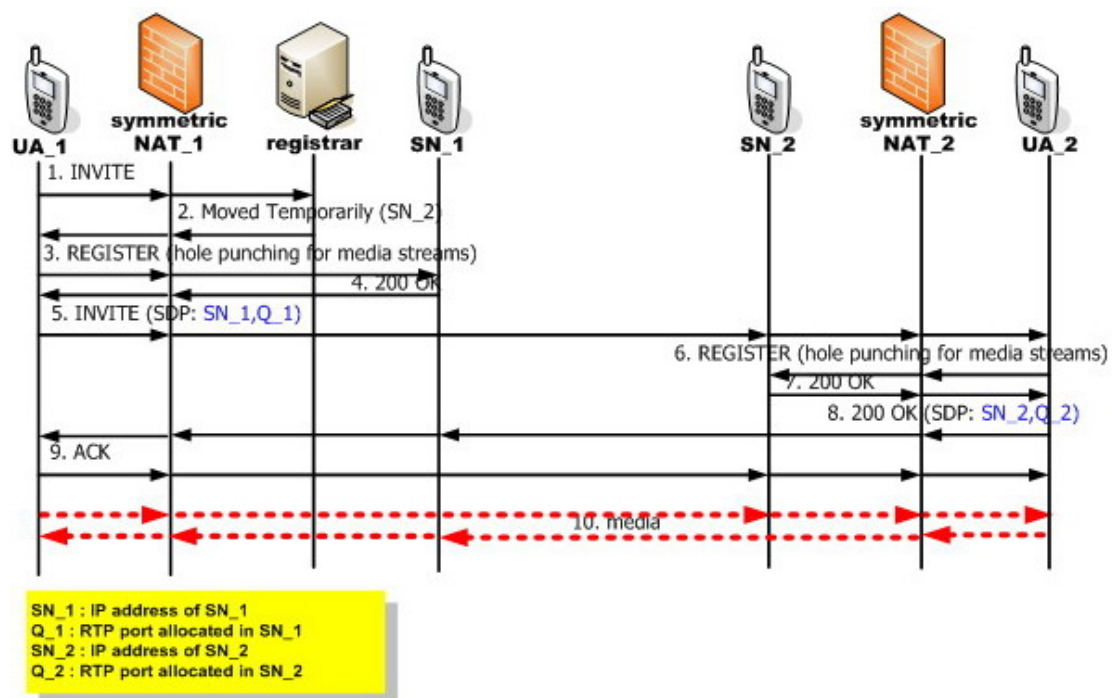 symmetric
NAT_1
symmetric
NAT_2
UA_1
registrar
SN_1
SN_2
UA_2
1. INVITE
2. Moved Temporarily (SN_2)
3. REGISTER (hole punching for media streams)
4. 200 OK
5. INVITE (SDP: SN_1,Q_1)
6. REGISTER (hole punching for media streams)
7. 200 OK
8. 200 OK (SDP: SN_2,Q_2)
9. ACK
10. media
SN_1 : IP address of SN_1
Q_1 : RTP port allocated in SN_1
SN_2 : IP address of SN_2
Q_2 : RTP port allocated in SN_2